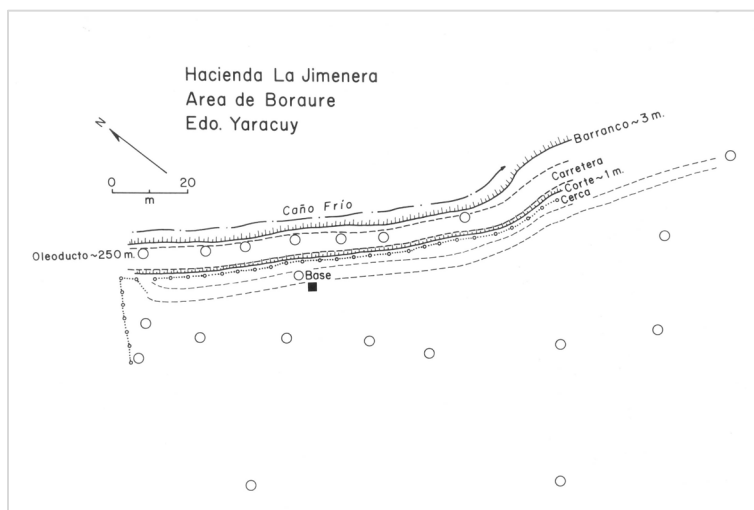 Hacienda La Jimenera
Area de Boraure
Edo. Yaracuy
N
0 20
m
Caño Frío
Barranco ~ 3 m.
Carretera
Corte ~ 1 m.
Cerca
Oleoducto ~ 250 m.
Base